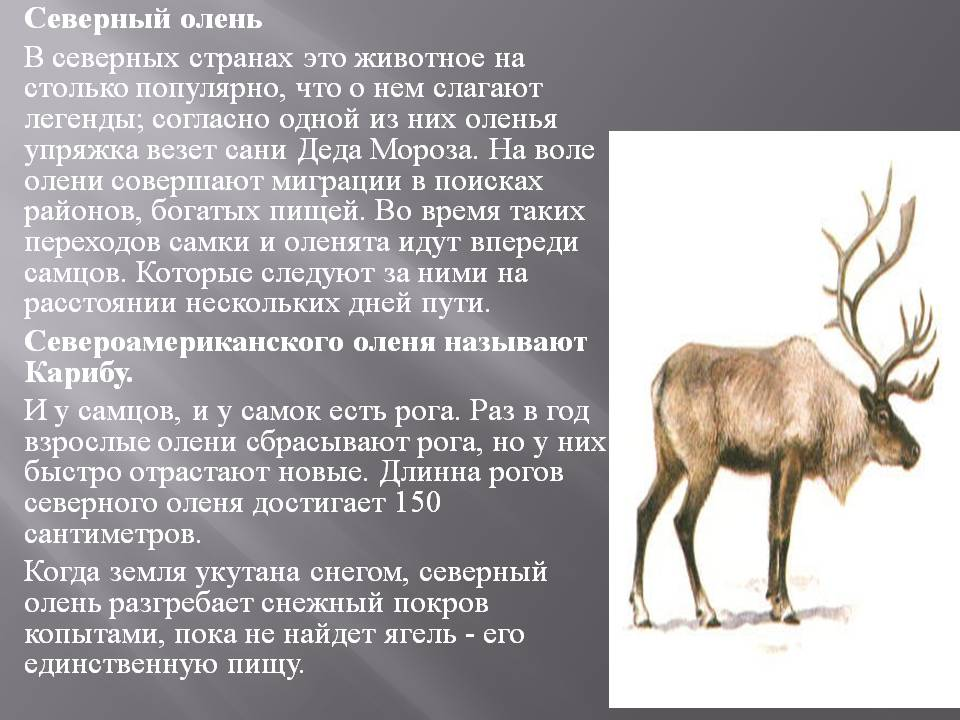 Северный олень
В северных странах это животное на
столько популярно, что о нем слагают
легенды; согласно одной из них оленья
упряжка везет сани Деда Мороза. На воле
олени совершают миграции в поисках
районов, богатых пищей. Во время таких
переходов самки и оленята идут впереди
самцов. Которые следуют за ними на
расстоянии нескольких дней пути.
Североамериканского оленя называют
Карибу.
И у самцов, и у самок есть рога. Раз в год
взрослые олени сбрасывают рога, но у них
быстро отрастают новые. Длинна рогов
северного оленя достигает 150
сантиметров.
Когда земля укутана снегом, северный
олень разгребает снежный покров
копытами, пока не найдет ягель - его
единственную пищу.